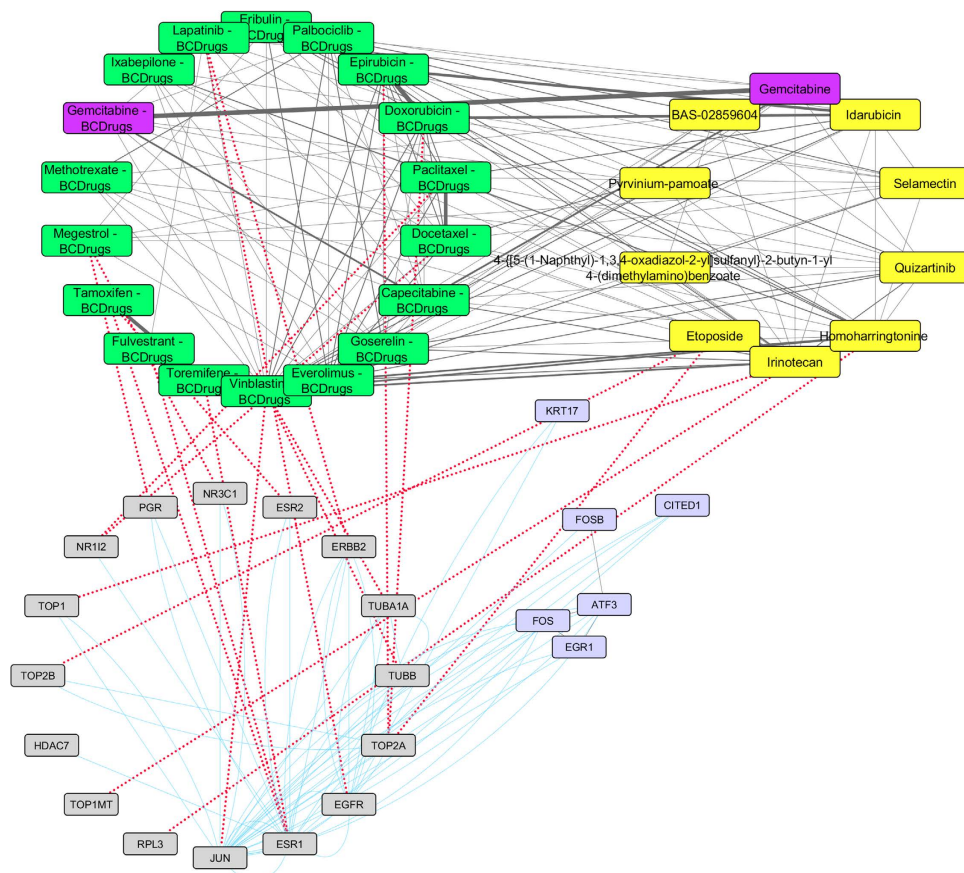 Eribulin -
BCDrugs
Lapatinib -
BCDrugs
Palbociclib -
BCDrugs
Ixabepilone -
BCDrugs
Epirubicin -
BCDrugs
Gemcitabine -
BCDrugs
Doxorubicin -
BCDrugs
Methotrexate -
BCDrugs
Paclitaxel -
BCDrugs
Megestrol -
BCDrugs
Docetaxel -
BCDrugs
Tamoxifen -
BCDrugs
Capecitabine -
BCDrugs
Fulvestrant -
BCDrugs
Goserelin -
BCDrugs
Toremifene -
BCDrugs
BCDrugs
Everolimus -
BCDrugs
Gemcitabine
BAS-02859604
Idarubicin
Pyrvinium-pamoate
Selamectin
4-{[5-(1-Naphthyl)-1,3,4-oxadiazol-2-yl]sulfanyl}-2-butyn-1-yl
4-(dimethylamino)benzoate
Quizartinib
Etoposide
Homoharringtonine
Irinotecan
KRT17
PGR
NR3C1
ESR2
CITED1
FOSB
NR1I2
ERBB2
TOP1
TUBA1A
ATF3
FOS
EGR1
TOP2B
TUBB
HDAC7
TOP2A
TOP1MT
EGFR
RPL3
JUN
ESR1